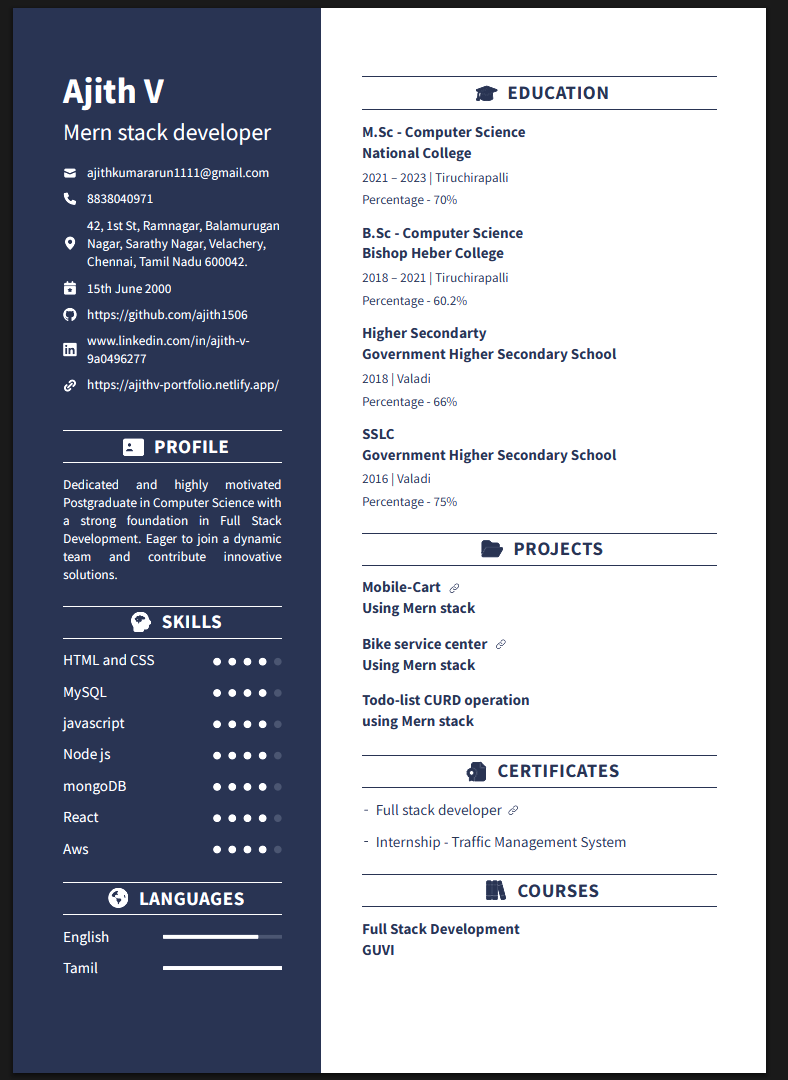 Ajith V
Mern stack developer
ajithkumararun1111@gmail.com
8838040971
42, 1st St, Ramnagar, Balamurugan
Nagar, Sarathy Nagar, Velachery,
Chennai, Tamil Nadu 600042.
15th June 2000
https://github.com/ajith1506
www.linkedin.com/in/ajith-v-
9a0496277
https://ajithv-portfolio.netlify.app/
PROFILE
Dedicated and highly motivated
Postgraduate in Computer Science with
a strong foundation in Full Stack
Development. Eager to join a dynamic
team and contribute innovative
solutions.
SKILLS
HTML and CSS
MySQL
javascript
Node js
mongoDB
React
Aws
LANGUAGES
English
Tamil
EDUCATION
M.Sc - Computer Science
National College
2021 – 2023 | Tiruchirapalli
Percentage - 70%
B.Sc - Computer Science
Bishop Heber College
2018 – 2021 | Tiruchirapalli
Percentage - 60.2%
Higher Secondarty
Government Higher Secondary School
2018 | Valadi
Percentage - 66%
SSLC
Government Higher Secondary School
2016 | Valadi
Percentage - 75%
PROJECTS
Mobile-Cart
Using Mern stack
Bike service center
Using Mern stack
Todo-list CURD operation
using Mern stack
CERTIFICATES
- Full stack developer
- Internship - Traffic Management System
COURSES
Full Stack Development
GUVI